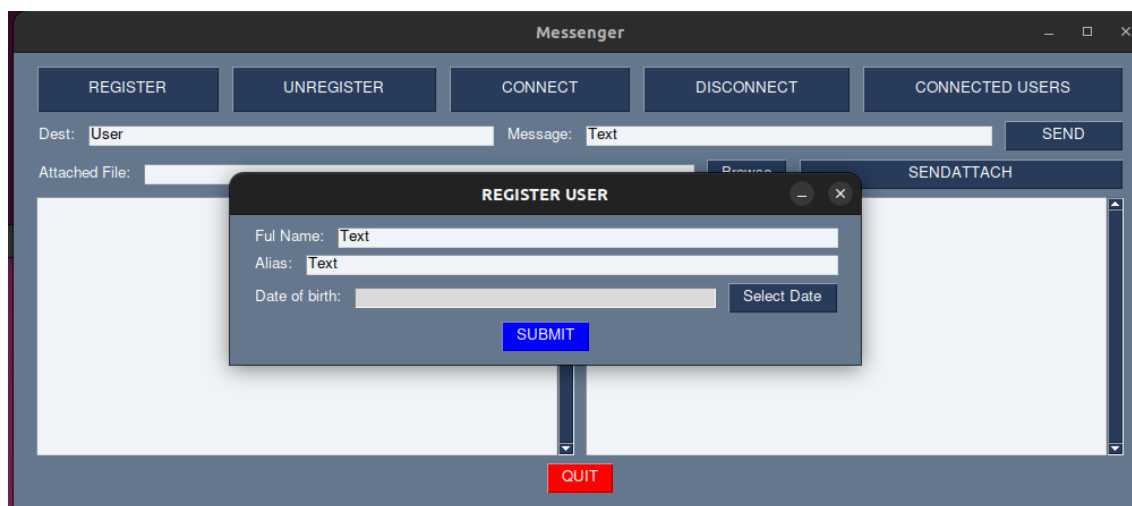 Messenger
REGISTER UNREGISTER CONNECT DISCONNECT CONNECTED USERS
Dest: User Message: Text SEND
Attached File: Browse SENDATTACH
REGISTER USER
Ful Name: Text
Alias: Text
Date of birth: Select Date
SUBMIT
QUIT